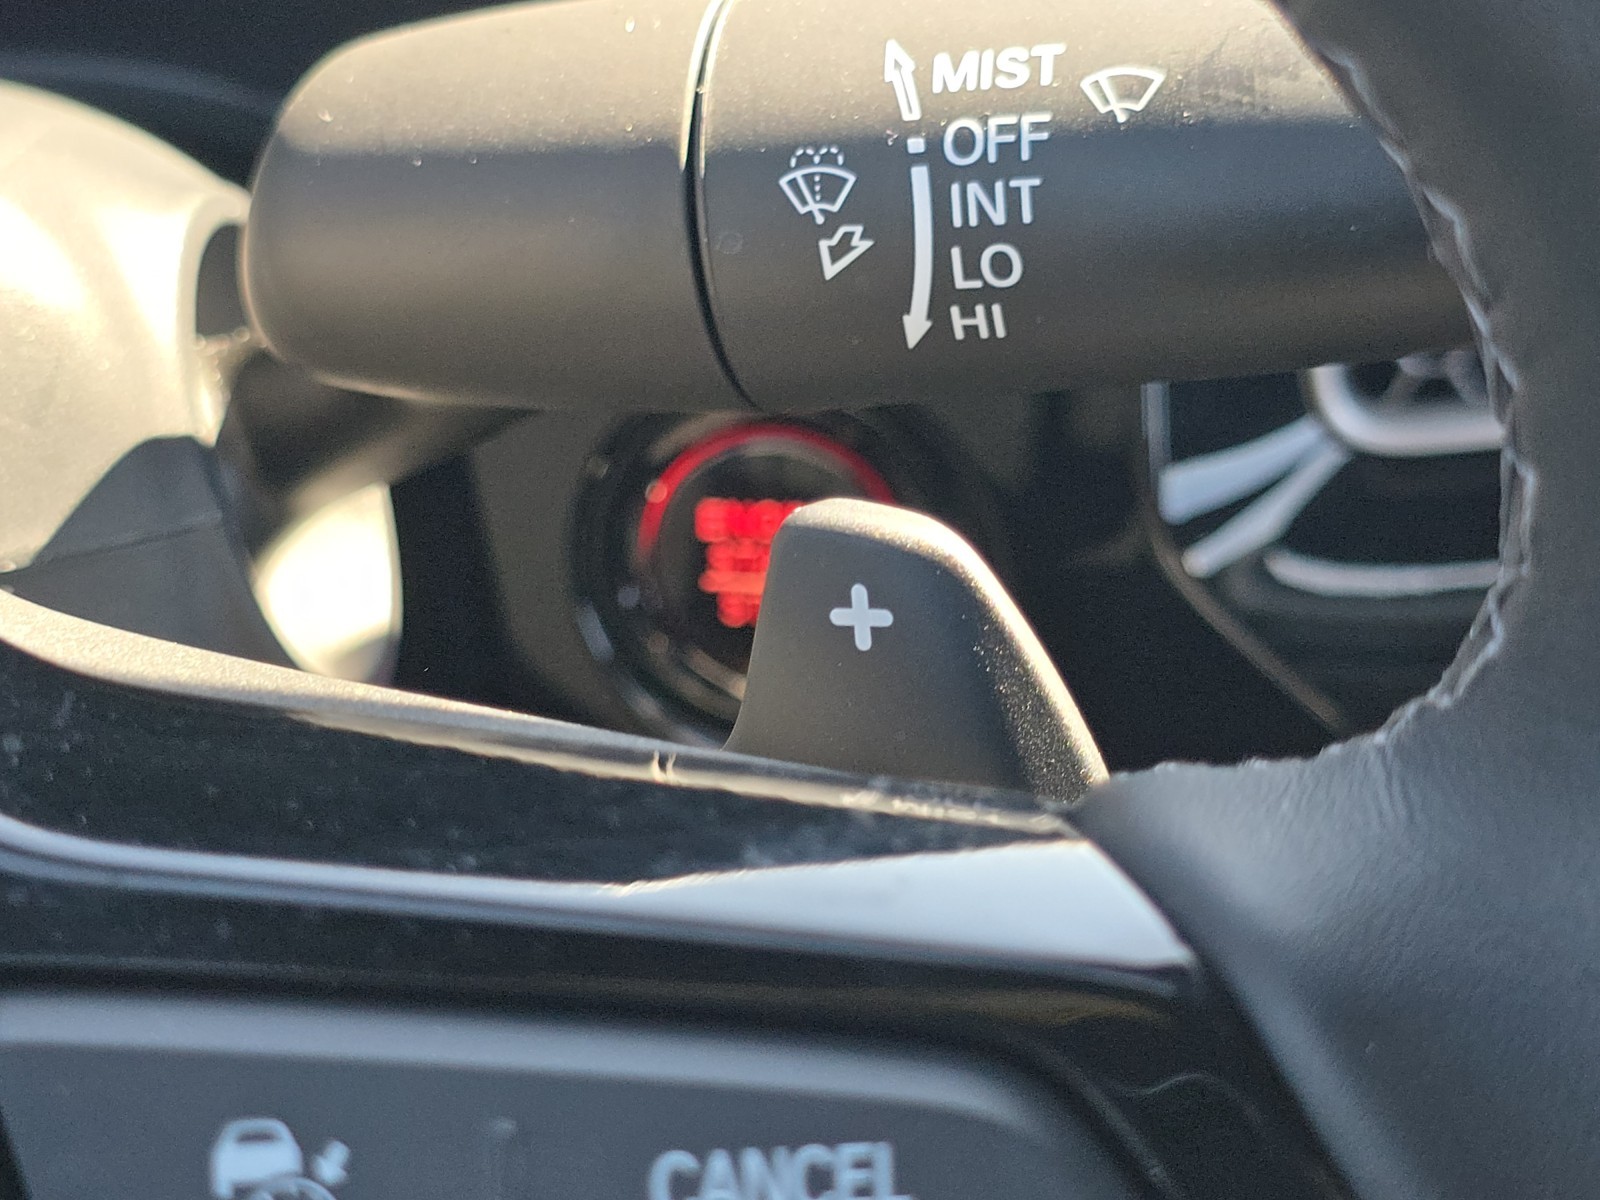 MIST
OFF
INT
LO
HI
+
CANCEL